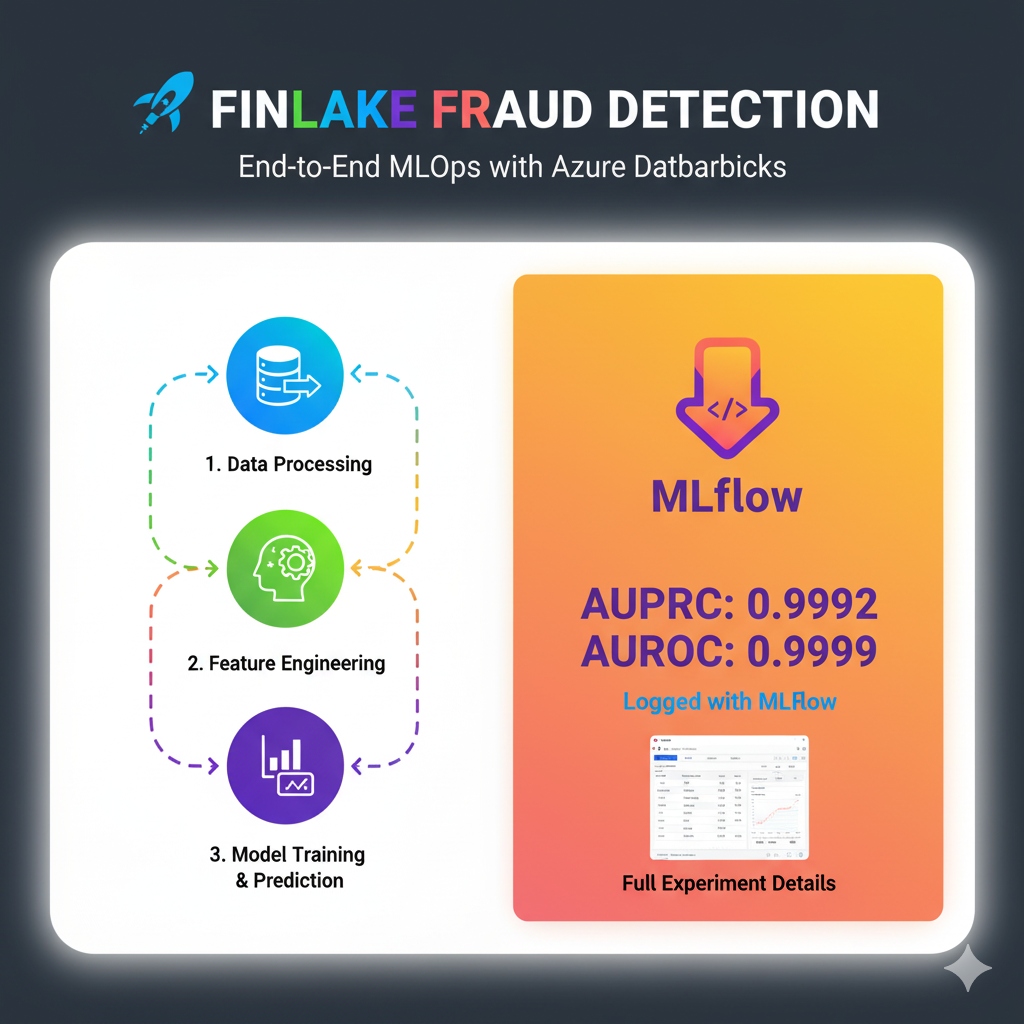 FINLAKE FRAUD DETECTION
End-to-End MLOps with Azure Datbarbicks
1. Data Processing
2. Feature Engineering
3. Model Training
& Prediction
</>
MLflow
AUPRC: 0.9992
AUROC: 0.9999
Logged with MLFlow
Full Experiment Details